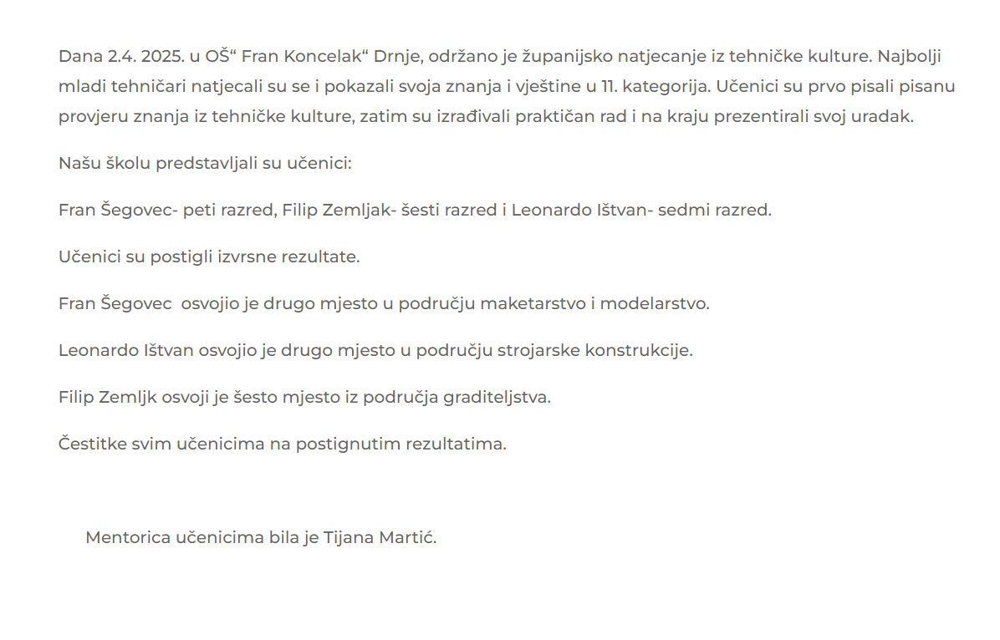 Dana 2.4. 2025. u OŠ“ Fran Koncelak“ Drnje, održano je županijsko natjecanje iz tehničke kulture. Najbolji
mladi tehničari natjecali su se i pokazali svoja znanja i vještine u 11. kategorija. Učenici su prvo pisali pisanu
provjeru znanja iz tehničke kulture, zatim su izrađivali praktičan rad i na kraju prezentirali svoj uradak.
Našu školu predstavljali su učenici:
Fran Šegovec- peti razred, Filip Zemljak- šesti razred i Leonardo Ištvan- sedmi razred.
Učenici su postigli izvrsne rezultate.
Fran Šegovec  osvojio je drugo mjesto u području maketarstvo i modelarstvo.
Leonardo Ištvan osvojio je drugo mjesto u području strojarske konstrukcije.
Filip Zemljk osvoji je šesto mjesto iz područja graditeljstva.
Čestitke svim učenicima na postignutim rezultatima.
Mentorica učenicima bila je Tijana Martić.